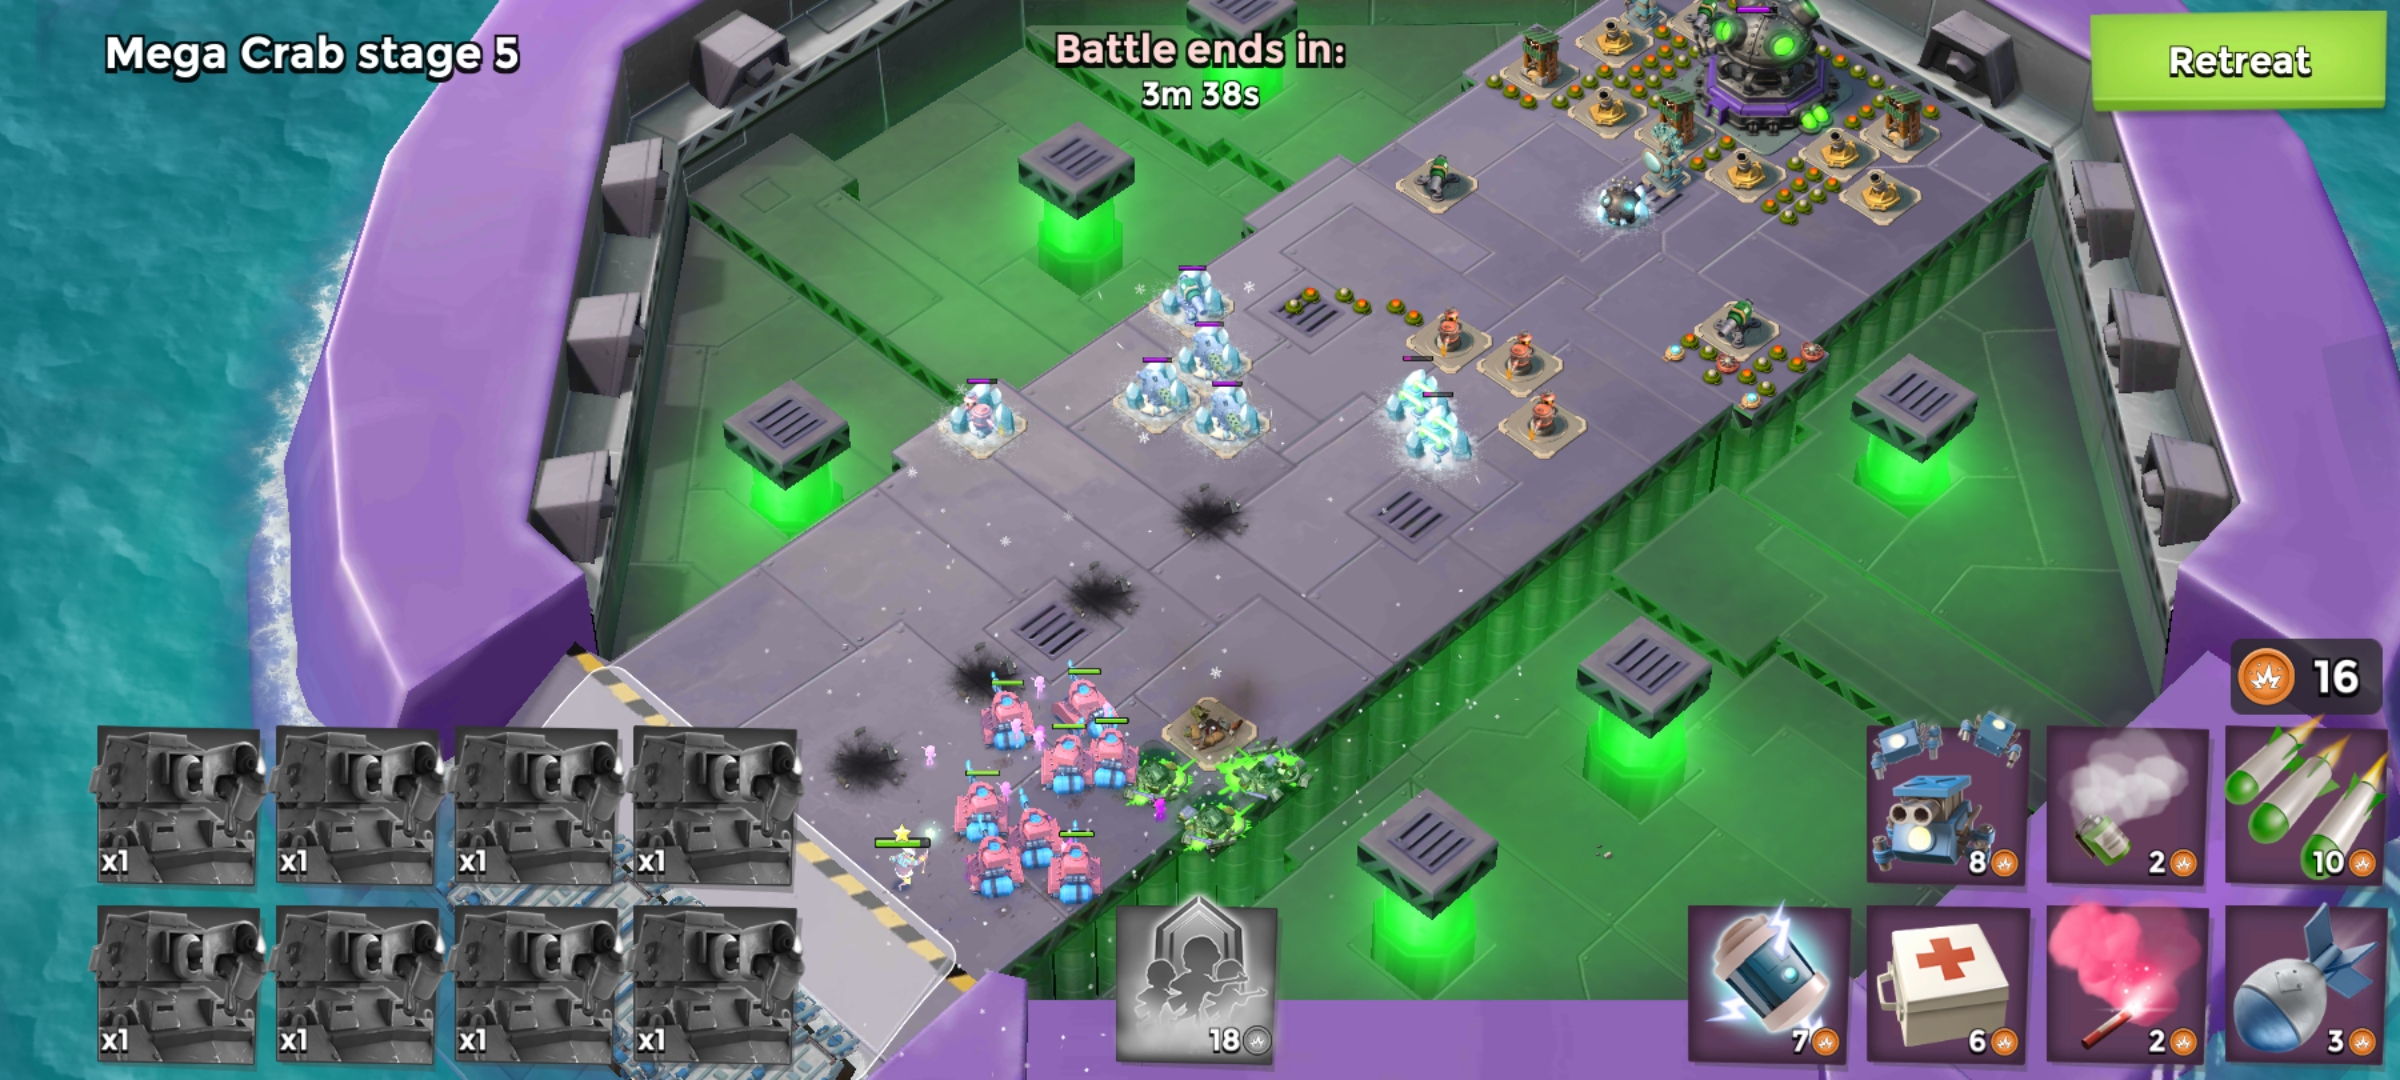 Mega Crab stage 5
Battle ends in:
3m 38s
Retreat
16
x1
x1
x1
x1
8
2
10
x1
x1
x1
x1
18
7
6
2
3